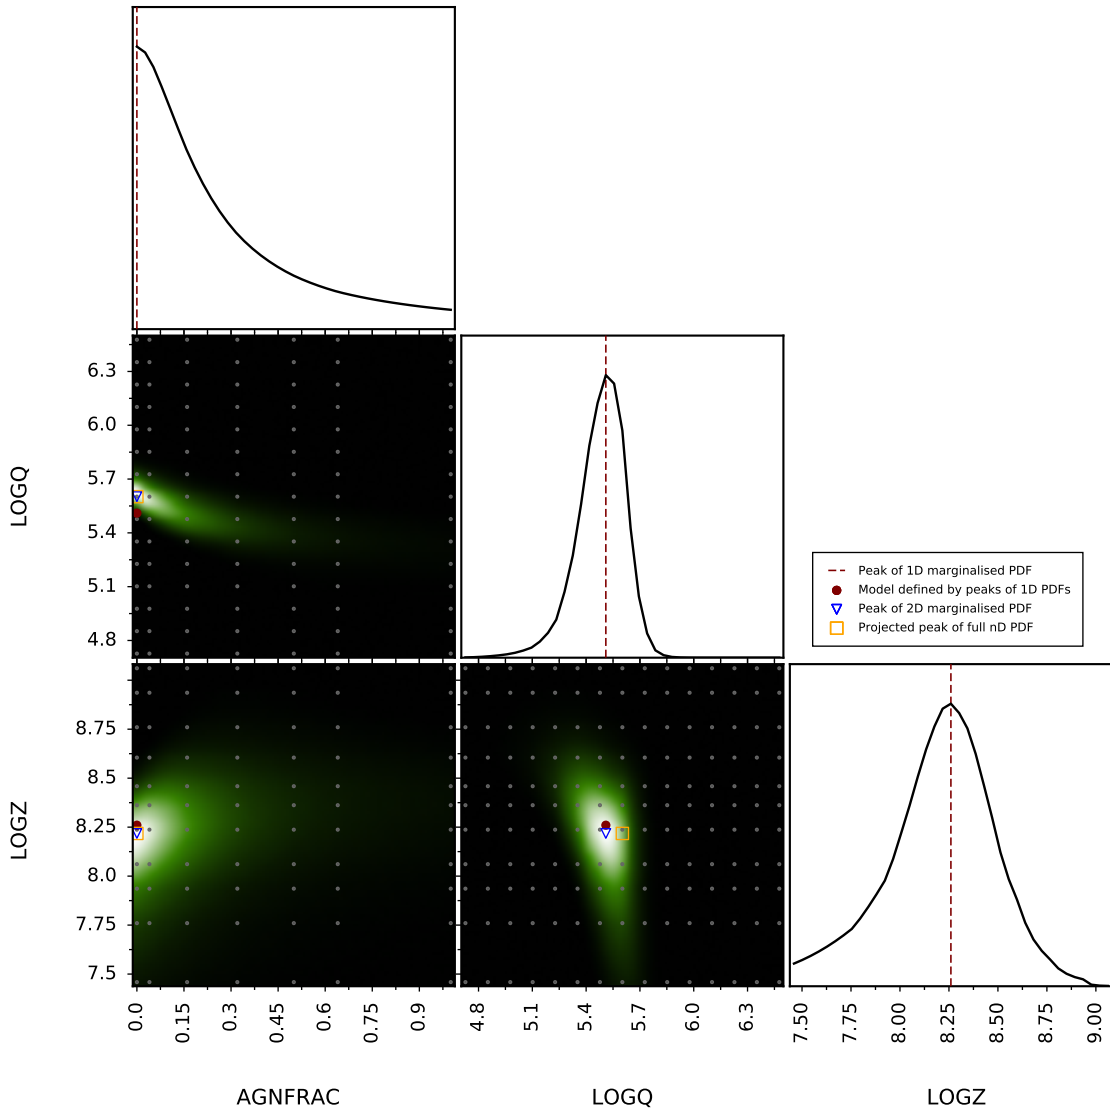 LOGQ
6.3
6.0
5.7
5.4
5.1
4.8
Peak of 1D marginalised PDF
Model defined by peaks of 1D PDFs
Peak of 2D marginalised PDF
Projected peak of full nD PDF
LOGZ
8.75
8.5
8.25
8.0
7.75
7.5
0.0 0.15 0.3 0.45 0.6 0.75 0.9
4.8 5.1 5.4 5.7 6.0 6.3
7.50 7.75 8.00 8.25 8.50 8.75 9.00
AGNFRAC LOGQ LOGZ